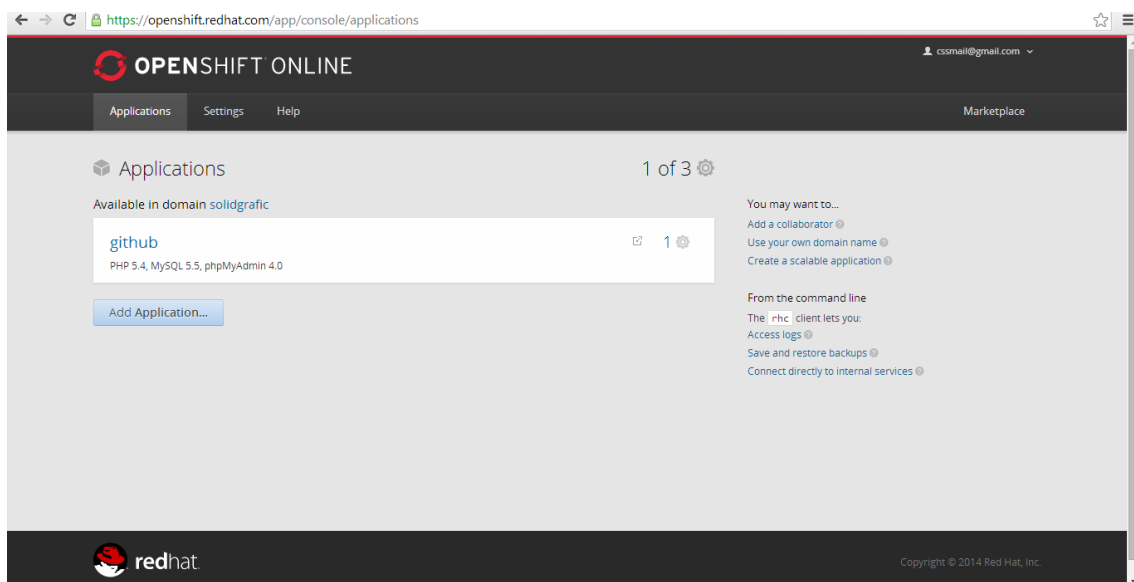 https://openshift.redhat.com/app/console/applications
OPENSHIFT ONLINE
cssmail@gmail.com
Applications Settings Help Marketplace
Applications 1 of 3
Available in domain solidgrafic
github 1
PHP 5.4, MySQL 5.5, phpMyAdmin 4.0
Add Application...
You may want to...
Add a collaborator
Use your own domain name
Create a scalable application
From the command line
The rhc client lets you:
Access logs
Save and restore backups
Connect directly to internal services
redhat.
Copyright © 2014 Red Hat, Inc.